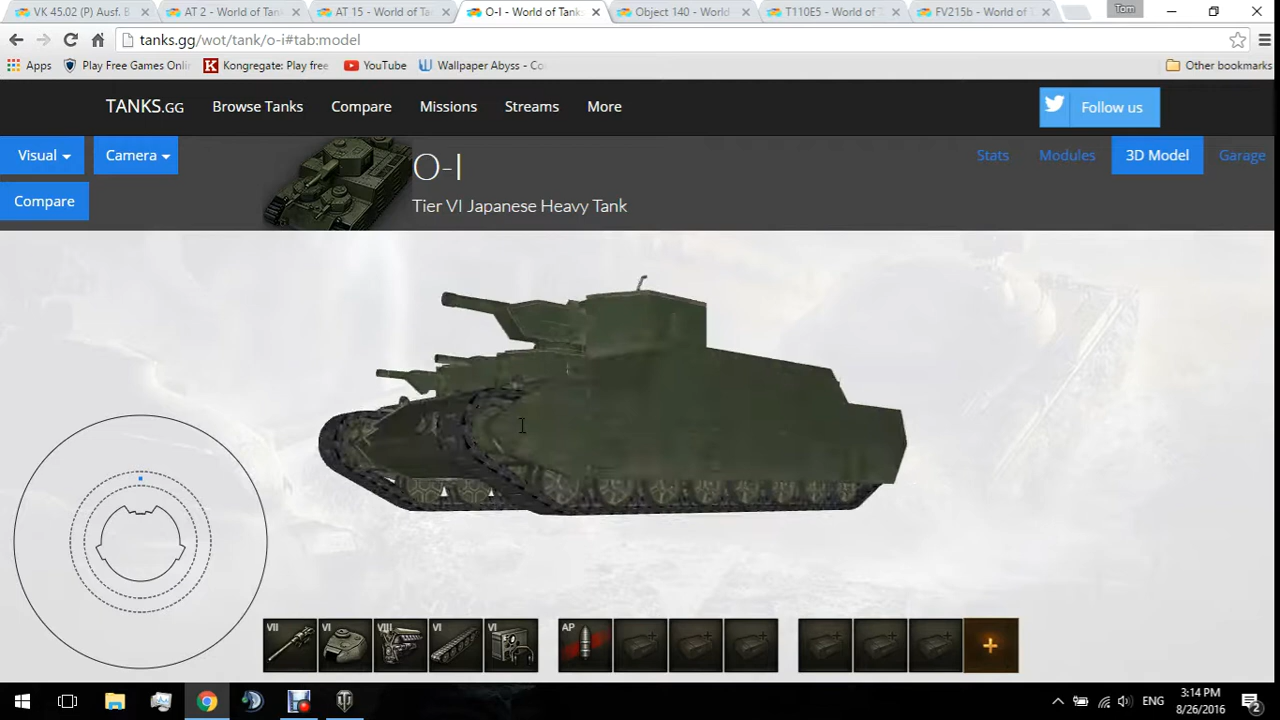 VK 45.02 (P) Ausf. B
AT 2 - World of Tan
AT 15 - World of Ta
O-I - World of Tank
Object 140 - World
T110E5 - World of T
FV215b - World of T
Tom
tanks.gg/wot/tank/o-i#tab:model
Apps
Play Free Games Onli
Kongregate: Play free
YouTube
Wallpaper Abyss - Co
Other bookmarks
TANKS.GG
Browse Tanks
Compare
Missions
Streams
More
Follow us
Visual
Camera
Compare
O-I
Tier VI Japanese Heavy Tank
Stats
Modules
3D Model
Garage
VII
VI
VIII
VI
VI
AP
ENG
3:14 PM
8/26/2016
2